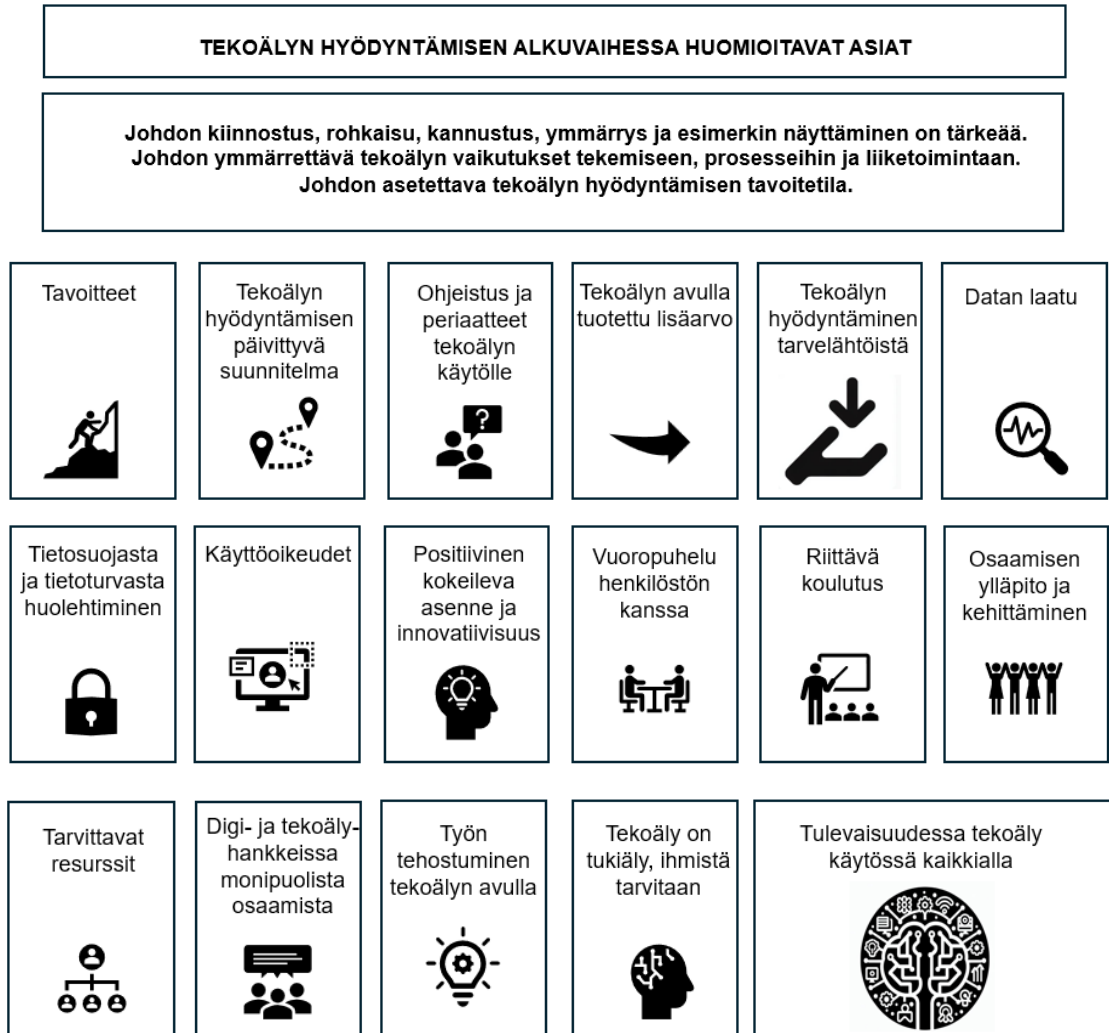 TEKOÄLYN HYÖDYNTÄMISEN ALKUVAIHESSA HUOMIOITAVAT ASIAT
Johdon kiinnostus, rohkaisu, kannustus, ymmärrys ja esimerkin näyttäminen on tärkeää.
Johdon ymmärrettävä tekoälyn vaikutukset tekemiseen, prosesseihin ja liiketoimintaan.
Johdon asetettava tekoälyn hyödyntämisen tavoitetila.
Tavoitteet
Tekoälyn
hyödyntämisen
päivittyvä
suunnitelma
Ohjeistus ja
periaatteet
tekoälyn
käytölle
?
Tekoälyn avulla
tuotettu lisäarvo
Tekoälyn
hyödyntäminen
tarvelähtöistä
Datan laatu
Tietosuojasta
ja tietoturvasta
huolehtiminen
Käyttöoikeudet
Positiivinen
kokeileva
asenne ja
innovatiivisuus
Vuoropuhelu
henkilöstön
kanssa
Riittävä
koulutus
Osaamisen
ylläpito ja
kehittäminen
Tarvittavat
resurssit
Digi- ja tekoäly-
hankkeissa
monipuolista
osaamista
Työn
tehostuminen
tekoälyn avulla
Tekoäly on
tukiäly, ihmistä
tarvitaan
Tulevaisuudessa tekoäly
käytössä kaikkialla